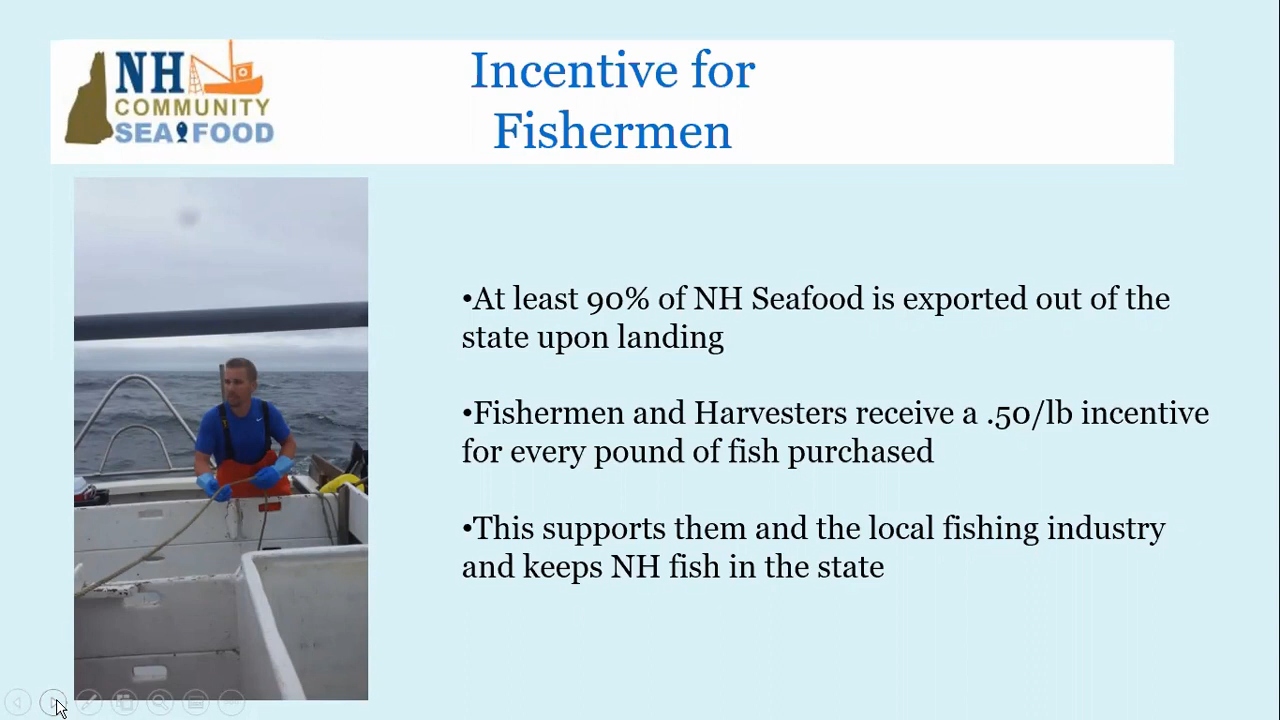 NH
COMMUNITY
SEAFOOD
Incentive for
Fishermen
•At least 90% of NH Seafood is exported out of the
state upon landing
•Fishermen and Harvesters receive a .50/lb incentive
for every pound of fish purchased
•This supports them and the local fishing industry
and keeps NH fish in the state